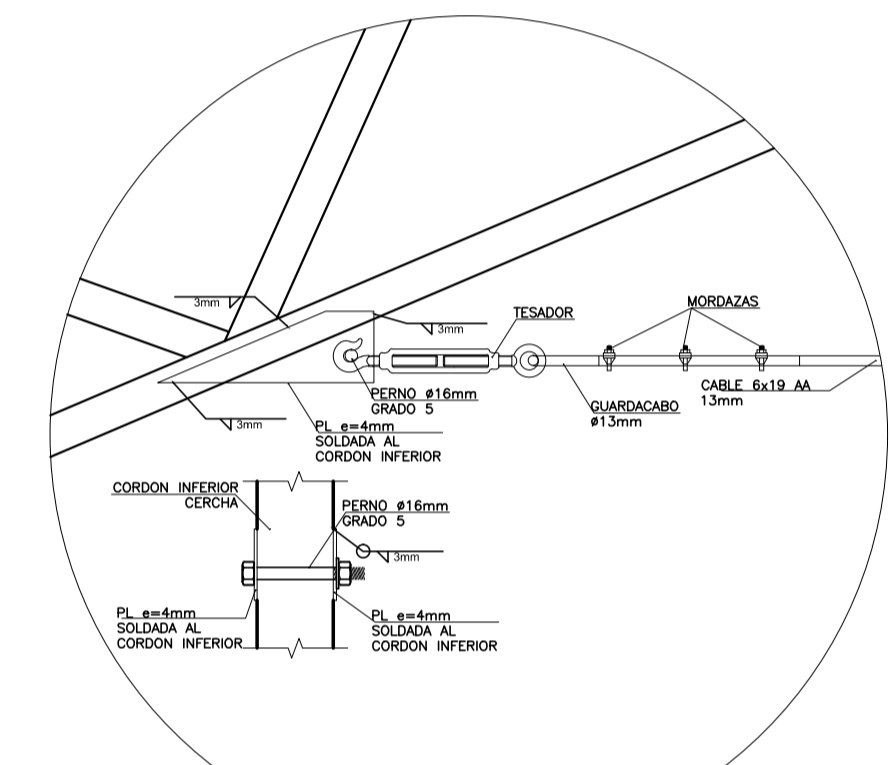 3mm
3mm
TESADOR
MORDAZAS
PERNO ø16mm
GRADO 5
CABLE 6x19 AA
13mm
GUARDACABO
ø13mm
3mm
PL e=4mm
SOLDADA AL
CORDON INFERIOR
CORDON INFERIOR
CERCHA
PERNO ø16mm
GRADO 5
3mm
PL e=4mm
SOLDADA AL
CORDON INFERIOR
PL e=4mm
SOLDADA AL
CORDON INFERIOR